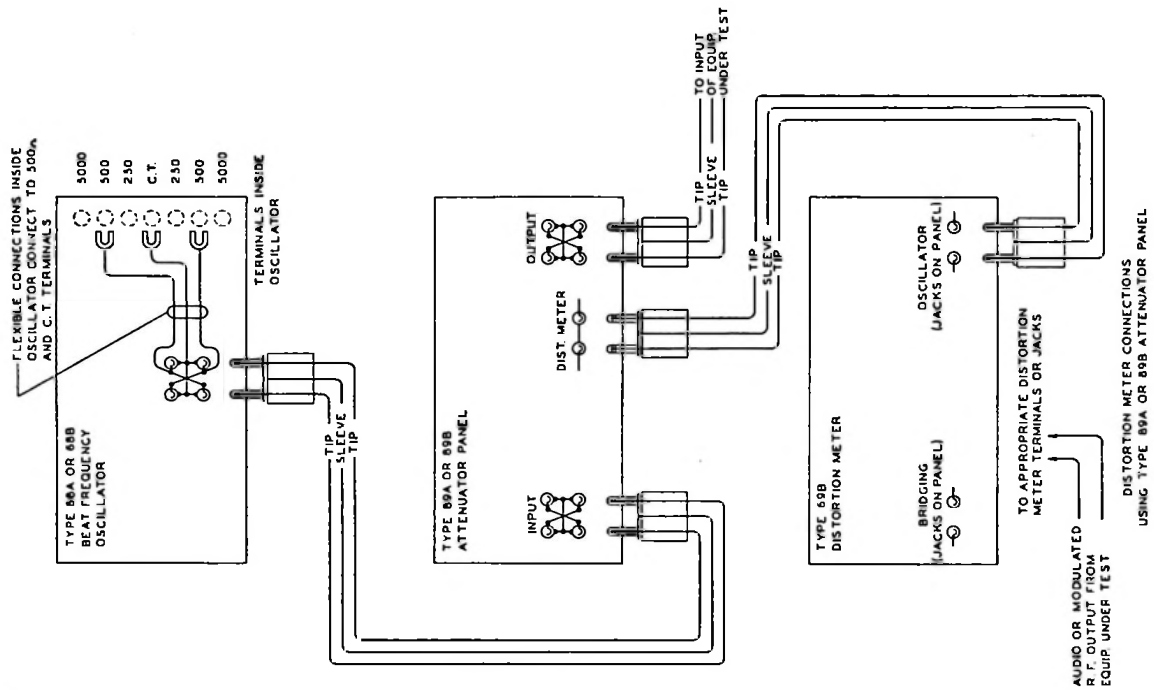 FLEXIBLE CONNECTIONS INSIDE
OSCILLATOR CONNECT TO 500Ω
AND C.T. TERMINALS
5000
500
250
C.T.
250
500
5000
TERMINALS INSIDE
OSCILLATOR
TYPE 68A OR 68B
BEAT FREQUENCY
OSCILLATOR
TIP
SLEEVE
TIP
TYPE 89A OR 89B
ATTENUATOR PANEL
INPUT
DIST. METER
OUTPUT
TIP
SLEEVE
TIP
TO INPUT
OF EQUIP.
UNDER TEST
TIP
SLEEVE
TIP
TYPE 69B
DISTORTION METER
BRIDGING
(JACKS ON PANEL)
OSCILLATOR
(JACKS ON PANEL)
TO APPROPRIATE DISTORTION
METER TERMINALS OR JACKS
AUDIO OR MODULATED
R.F. OUTPUT FROM
EQUIP. UNDER TEST
DISTORTION METER CONNECTIONS
USING TYPE 89A OR 89B ATTENUATOR PANEL